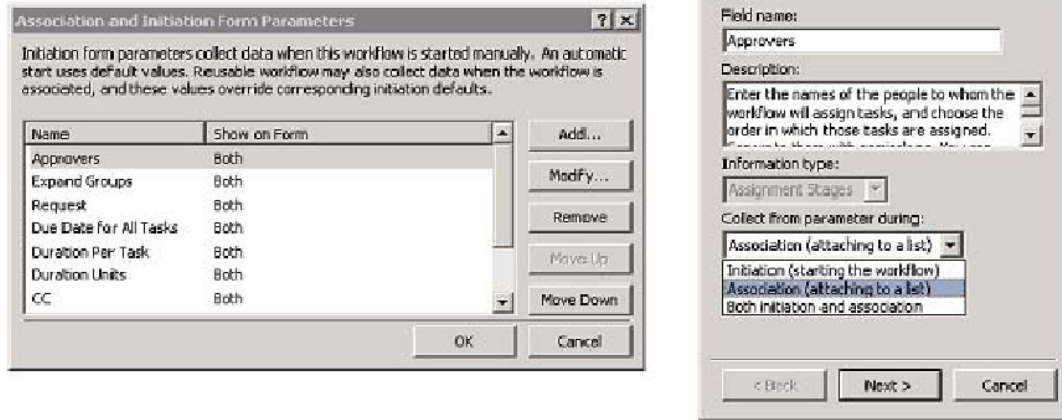 Association and Initiation Form Parameters
Initiation form parameters collect data when this workflow is started manually. An automatic
start uses default values. Reusable workflow may also collect data when the workflow is
associated, and these values override corresponding initiation defaults.
Name Show on Form
Approvers Both
Expand Groups Both
Request Both
Due Date for All Tasks Both
Duration Per Task Both
Duration Units Both
CC Both
Add...
Modify...
Remove
Move Up
Move Down
OK Cancel
Field name:
Approvers
Description:
Enter the names of the people to whom the
workflow will assign tasks, and choose the
order in which those tasks are assigned.
Information type:
Assignment Stages
Collect from parameter during:
Association (attaching to a list)
Initiation (starting the workflow)
Association (attaching to a list)
Both initiation and association
< Back Next > Cancel